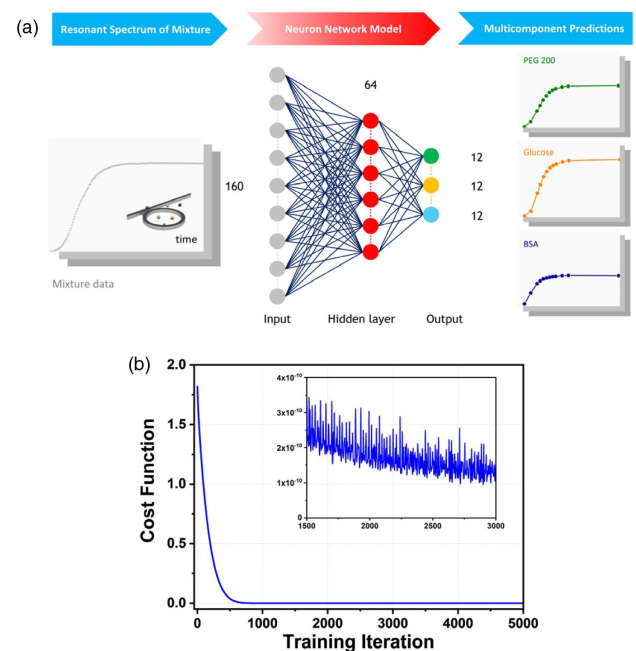 (a)
Resonant Spectrum of Mixture
Neuron Network Model
Multicomponent Predictions
64
160
12
12
12
time
Mixture data
Input
Hidden layer
Output
PEG 200
Glucose
BSA
(b)
Cost Function
2.0
1.5
1.0
0.5
0.0
4x10⁻¹⁰
3x10⁻¹⁰
2x10⁻¹⁰
1x10⁻¹⁰
0
1500 2000 2500 3000
0 1000 2000 3000 4000 5000
Training Iteration